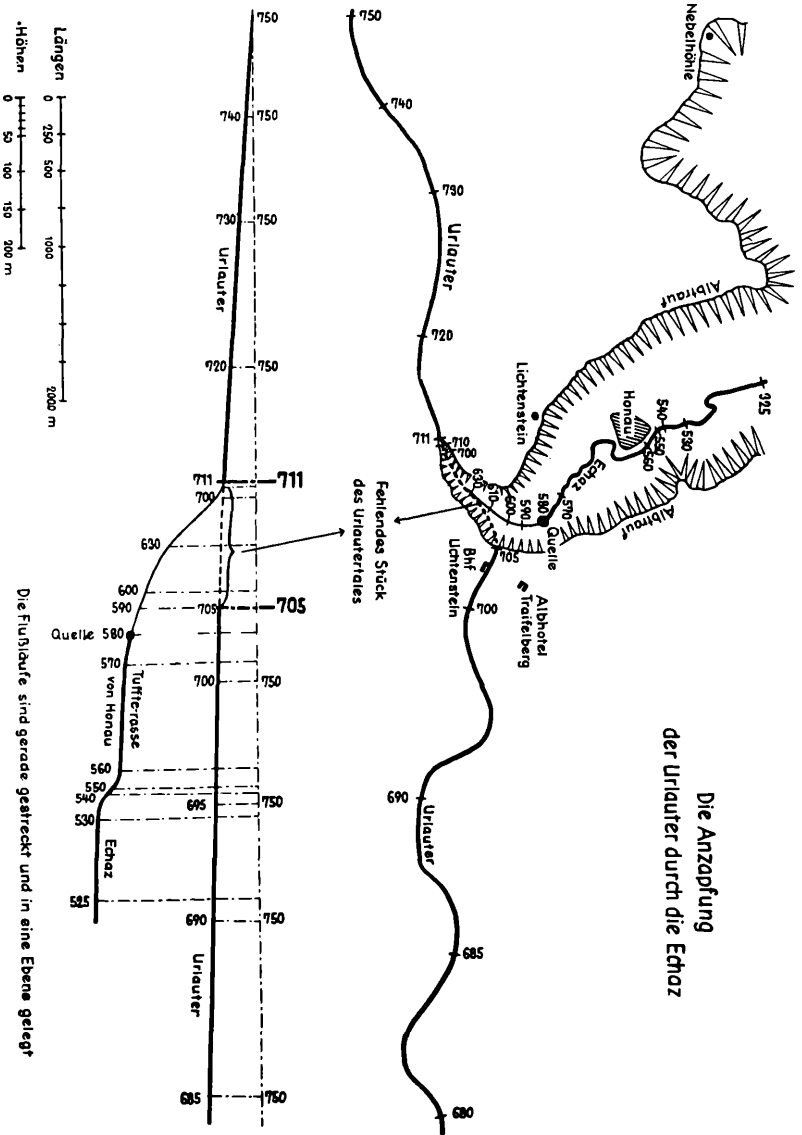 Die Anzapfung
der Urlauter durch die Echaz
Nebelhöhle
Albtrauf
Lichtenstein
Honau
325
530
540
550
560
Echaz
570
580
Quelle
590
600
610
630
700
710
711
705
Albtrauf
Albhotel
Traifelberg
Bhf
Lichtenstein
750
740
730
Urlauter
720
700
690
Urlauter
685
680
Fehlendes Stück
des Urlautertales
750
740 750
730 750
Urlauter
720 750
711 711
700
630
600
590
705 705
Quelle 580
570
700 750
Tuffterrasse
von Honau
560
550
540
530
695 750
Echaz
525
690 750
Urlauter
685 750
Längen
0 250 500 1000 2000 m
Höhen
0 50 100 150 200 m
Die Flußläufe sind gerade gestreckt und in eine Ebene gelegt